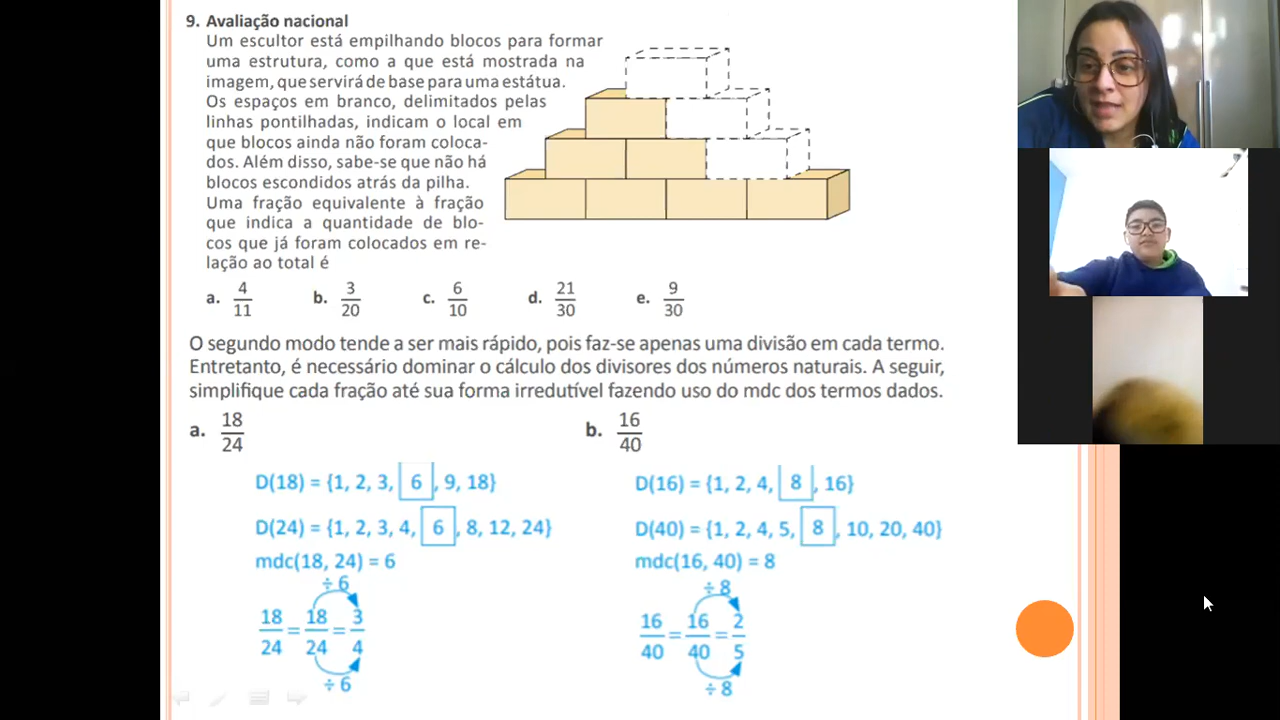 9. Avaliação nacional
Um escultor está empilhando blocos para formar
uma estrutura, como a que está mostrada na
imagem, que servirá de base para uma estátua.
Os espaços em branco, delimitados pelas
linhas pontilhadas, indicam o local em
que blocos ainda não foram coloca-
dos. Além disso, sabe-se que não há
blocos escondidos atrás da pilha.
Uma fração equivalente à fração
que indica a quantidade de blo-
cos que já foram colocados em re-
lação ao total é
a. 4/11 b. 3/20 c. 6/10 d. 21/30 e. 9/30
O segundo modo tende a ser mais rápido, pois faz-se apenas uma divisão em cada termo.
Entretanto, é necessário dominar o cálculo dos divisores dos números naturais. A seguir,
simplifique cada fração até sua forma irredutível fazendo uso do mdc dos termos dados.
a. 18/24
D(18) = {1, 2, 3, 6, 9, 18}
D(24) = {1, 2, 3, 4, 6, 8, 12, 24}
mdc(18, 24) = 6
÷ 6
18/24 = 18/24 = 3/4
÷ 6
b. 16/40
D(16) = {1, 2, 4, 8, 16}
D(40) = {1, 2, 4, 5, 8, 10, 20, 40}
mdc(16, 40) = 8
÷ 8
16/40 = 16/40 = 2/5
÷ 8